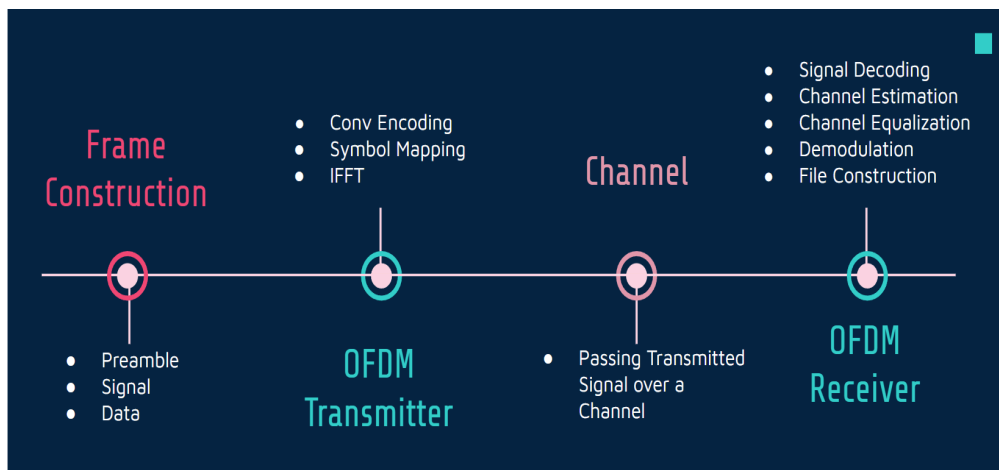 Frame
Construction
● Preamble
● Signal
● Data
● Conv Encoding
● Symbol Mapping
● IFFT
OFDM
Transmitter
Channel
● Passing Transmitted
Signal over a
Channel
● Signal Decoding
● Channel Estimation
● Channel Equalization
● Demodulation
● File Construction
OFDM
Receiver